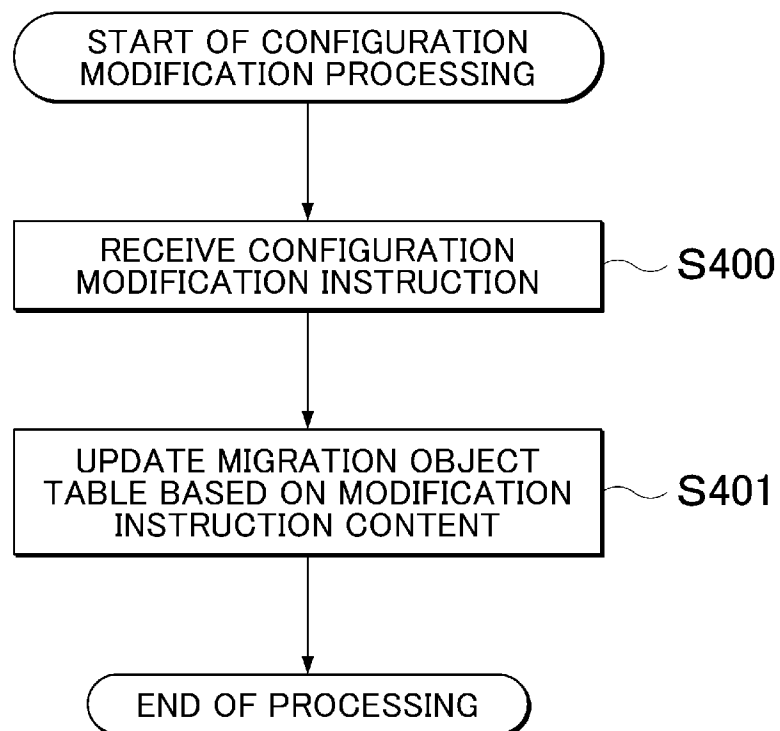 START OF CONFIGURATION
MODIFICATION PROCESSING
RECEIVE CONFIGURATION
MODIFICATION INSTRUCTION
S400
UPDATE MIGRATION OBJECT
TABLE BASED ON MODIFICATION
INSTRUCTION CONTENT
S401
END OF PROCESSING